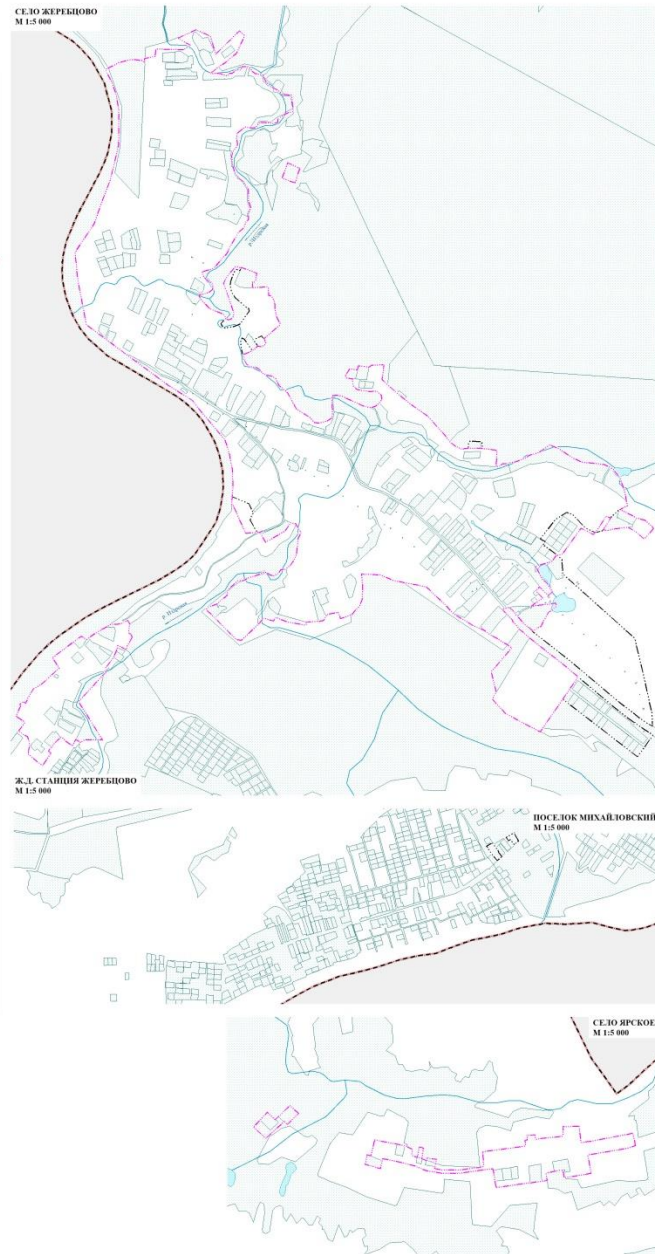 СЕЛО ЖЕРЕБЦОВО
М 1:5 000
Ж.Д. СТАНЦИЯ ЖЕРЕБЦОВО
М 1:5 000
ПОСЕЛОК МИХАЙЛОВСКИЙ
М 1:5 000
СЕЛО ЯРСКОЕ
М 1:5 000